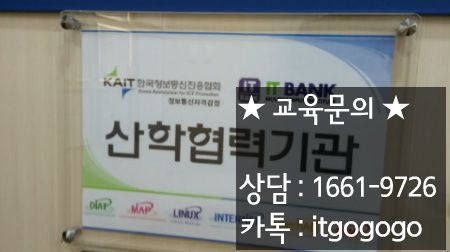 KAIT 한국정보통신진흥협회
Korea Association for ICT Promotion
정보통신자격검정
IT BANK
산학협력기관
DIAT MAP LINUX
★ 교육문의 ★
상담 : 1661-9726
카톡 : itgogogo